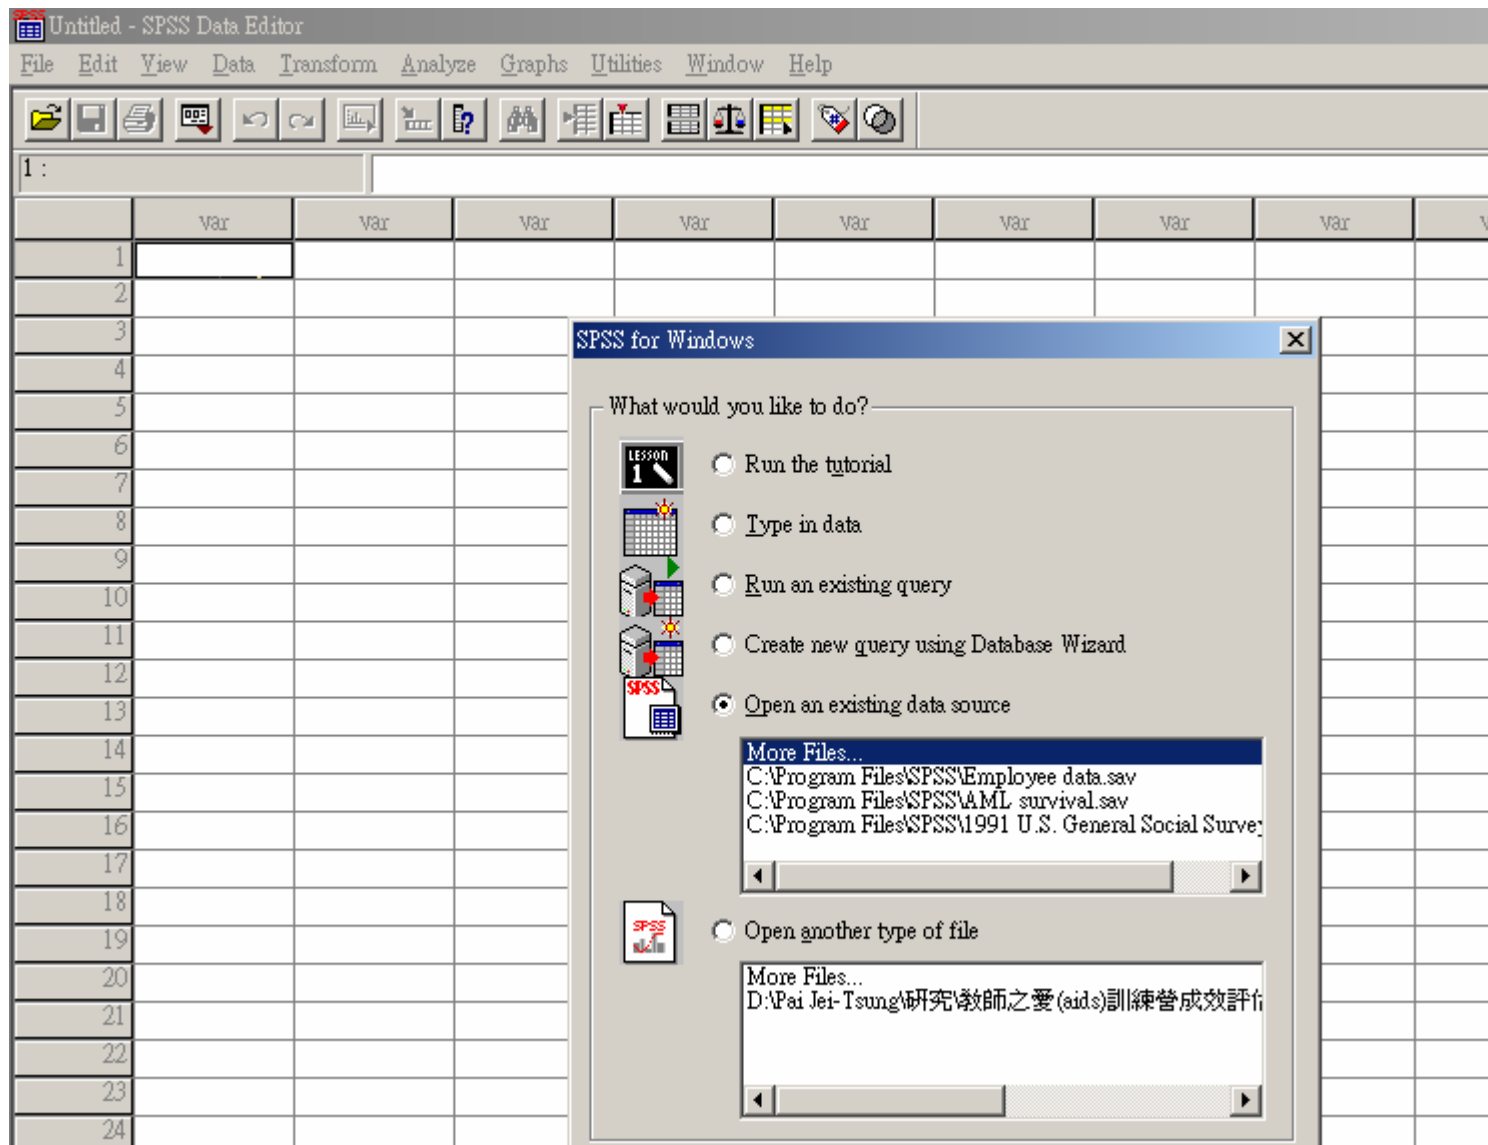 SPSS
Untitled - SPSS Data Editor
File Edit View Data Transform Analyze Graphs Utilities Window Help
1 :
var var var var var var var var
1
2
3
4
5
6
7
8
9
10
11
12
13
14
15
16
17
18
19
20
21
22
23
24
SPSS for Windows
What would you like to do?
LESSON
1
Run the tutorial
Type in data
Run an existing query
Create new query using Database Wizard
SPSS
Open an existing data source
More Files...
C:\Program Files\SPSS\Employee data.sav
C:\Program Files\SPSS\AML survival.sav
C:\Program Files\SPSS\1991 U.S. General Social Survey
SPSS
Open another type of file
More Files...
D:\Pai Jei-Tsung\研究\教師之愛(aids)訓練營成效評